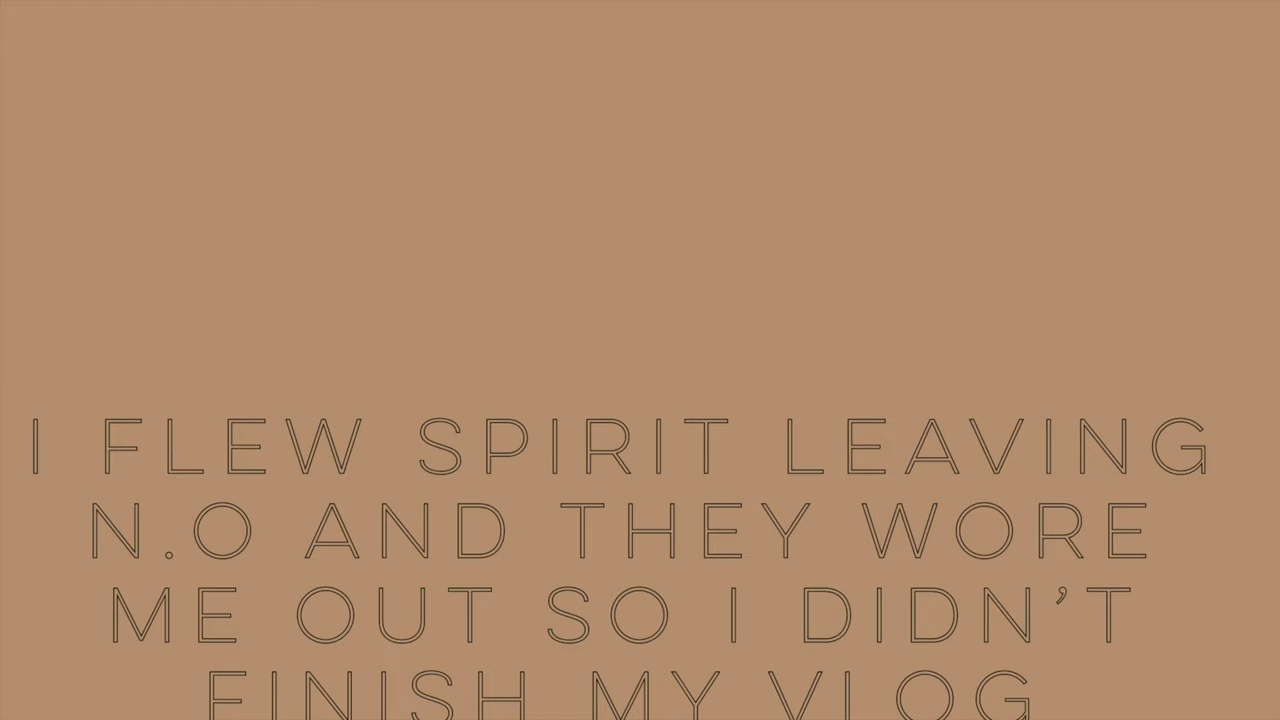 I FLEW SPIRIT LEAVING
N.O AND THEY WORE
ME OUT SO I DIDN’T
FINISH MY VLOG